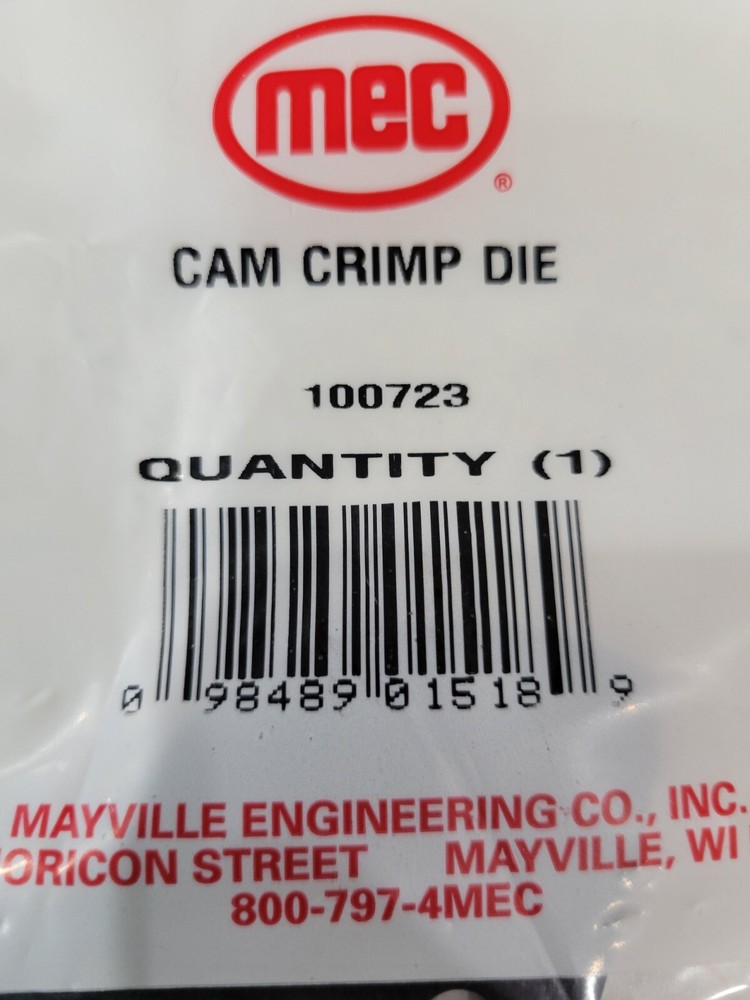 mec
®
CAM CRIMP DIE
100723
QUANTITY (1)
0 98489 01518 9
MAYVILLE ENGINEERING CO., INC.
ORICON STREET MAYVILLE, WI
800-797-4MEC